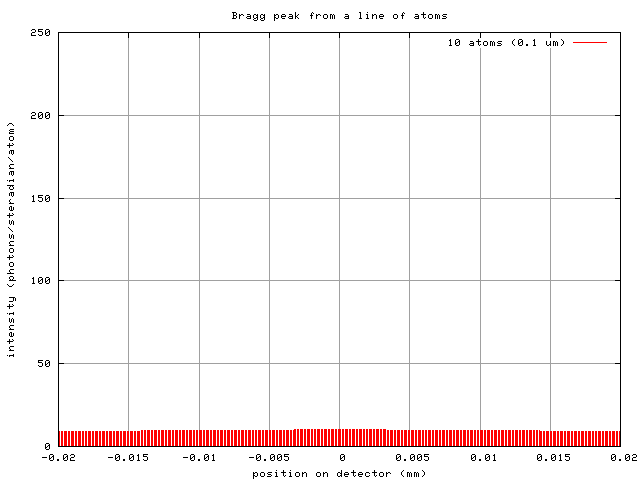 Bragg peak from a line of atoms
10 atoms (0.1 um)
intensity (photons/steradian/atom)
250
200
150
100
50
0
-0.02 -0.015 -0.01 -0.005 0 0.005 0.01 0.015 0.02
position on detector (mm)